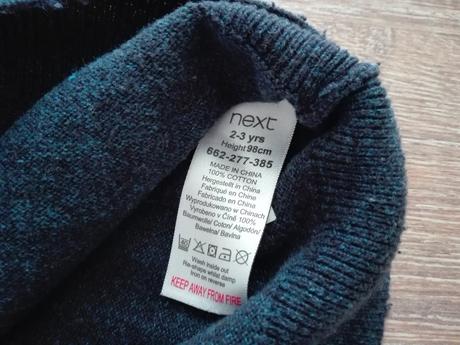 next
2-3 yrs
Height 98cm
662-277-385
MADE IN CHINA
100% COTTON
Hergestellt in China
Fabriqué en Chine
Fabricado en China
Wyprodukowano w Chinach
Vyrobeno v Číně 100%
Baumwolle/ Coton/ Algodón/
Bawełna/ Bavlna
Wash inside out
Re-shape whilst damp
Iron on reverse
KEEP AWAY FROM FIRE